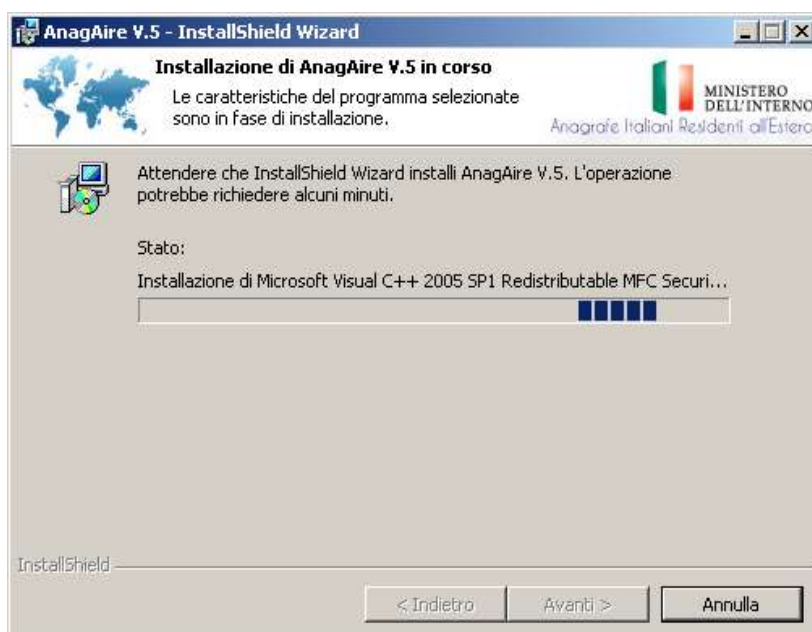 AnagAire V.5 - InstallShield Wizard
Installazione di AnagAire V.5 in corso
Le caratteristiche del programma selezionate
sono in fase di installazione.
MINISTERO
DELL'INTERNO
Anagrafe Italiani Residenti all'Estero
Attendere che InstallShield Wizard installi AnagAire V.5. L'operazione
potrebbe richiedere alcuni minuti.
Stato:
Installazione di Microsoft Visual C++ 2005 SP1 Redistributable MFC Securi...
InstallShield
< Indietro
Avanti >
Annulla